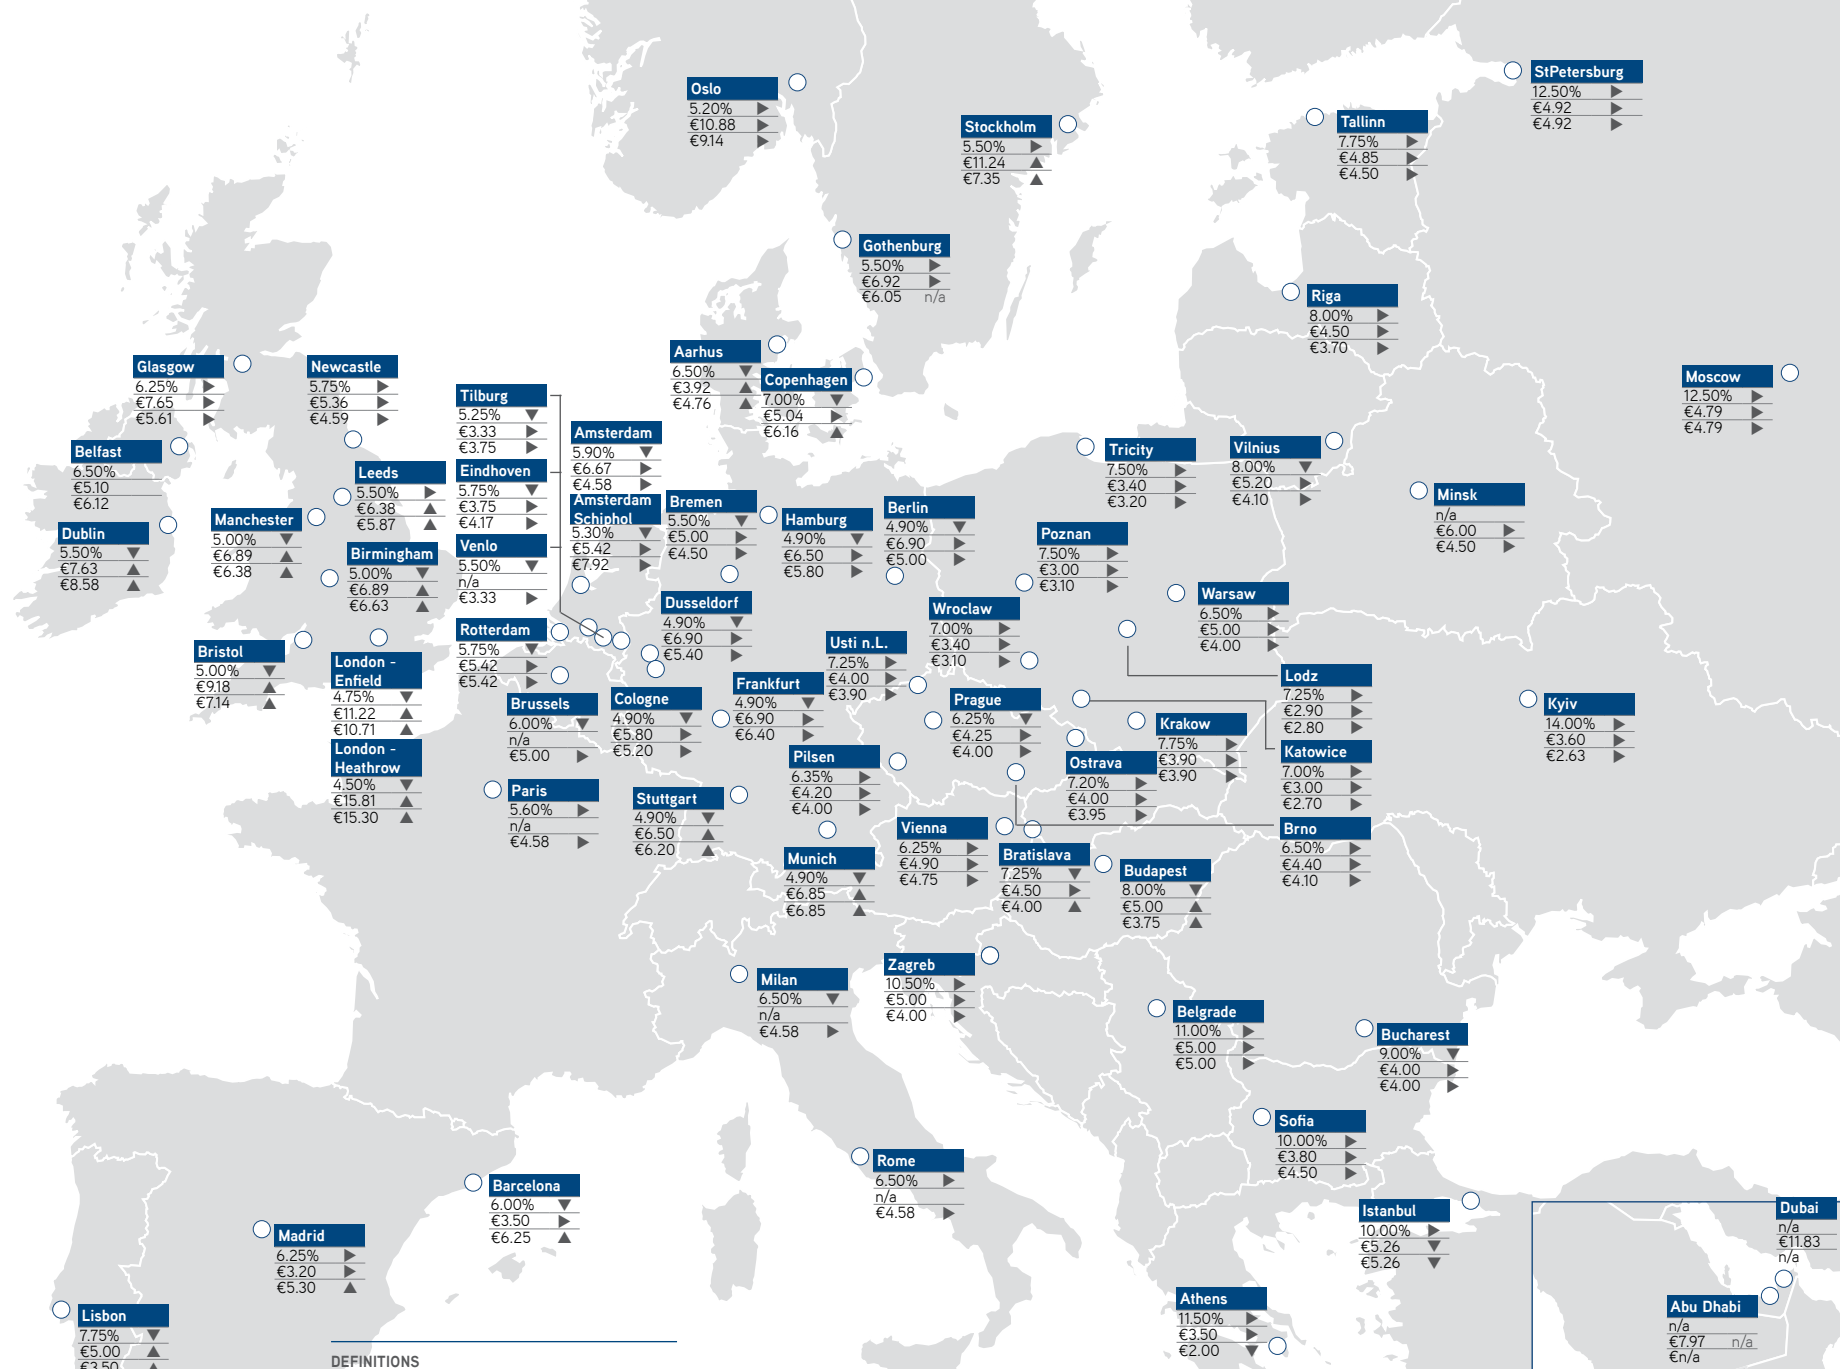 Oslo
5.20%
€10.88
€9.14
Stockholm
5.50%
€11.24
€7.35
StPetersburg
12.50%
€4.92
€4.92
Tallinn
7.75%
€4.85
€4.50
Gothenburg
5.50%
€6.92
€6.05 n/a
Riga
8.00%
€4.50
€3.70
Glasgow
6.25%
€7.65
€5.61
Newcastle
5.75%
€5.36
€4.59
Aarhus
6.50%
€3.92
€4.76
Copenhagen
7.00%
€5.04
€6.16
Moscow
12.50%
€4.79
€4.79
Tilburg
5.25%
€3.33
€3.75
Amsterdam
5.90%
€6.67
€4.58
Belfast
6.50%
€5.10
€6.12
Leeds
5.50%
€6.38
€5.87
Eindhoven
5.75%
€3.75
€4.17
Tricity
7.50%
€3.40
€3.20
Vilnius
8.00%
€5.20
€4.10
Minsk
n/a
€6.00
€4.50
Dublin
5.50%
€7.63
€8.58
Manchester
5.00%
€6.89
€6.38
Birmingham
5.00%
€6.89
€6.63
Venlo
5.50%
n/a
€3.33
Amsterdam
Schiphol
5.30%
€5.42
€7.92
Bremen
5.50%
€5.00
€4.50
Hamburg
4.90%
€6.50
€5.80
Berlin
4.90%
€6.90
€5.00
Poznan
7.50%
€3.00
€3.10
Warsaw
6.50%
€5.00
€4.00
Bristol
5.00%
€9.18
€7.14
London -
Enfield
4.75%
€11.22
€10.71
Rotterdam
5.75%
€5.42
€5.42
Dusseldorf
4.90%
€6.90
€5.40
Usti n.L.
7.25%
€4.00
€3.90
Wroclaw
7.00%
€3.40
€3.10
Lodz
7.25%
€2.90
€2.80
Brussels
6.00%
n/a
€5.00
Cologne
4.90%
€5.80
€5.20
Frankfurt
4.90%
€6.90
€6.40
Prague
6.25%
€4.25
€4.00
Krakow
7.75%
€3.90
€3.90
Kyiv
14.00%
€3.60
€2.63
London -
Heathrow
4.50%
€15.81
€15.30
Pilsen
6.35%
€4.20
€4.00
Ostrava
7.20%
€4.00
€3.95
Katowice
7.00%
€3.00
€2.70
Paris
5.60%
n/a
€4.58
Stuttgart
4.90%
€6.50
€6.20
Munich
4.90%
€6.85
€6.85
Vienna
6.25%
€4.90
€4.75
Bratislava
7.25%
€4.50
€4.00
Budapest
8.00%
€5.00
€3.75
Brno
6.50%
€4.40
€4.10
Milan
6.50%
n/a
€4.58
Zagreb
10.50%
€5.00
€4.00
Belgrade
11.00%
€5.00
€5.00
Bucharest
9.00%
€4.00
€4.00
Sofia
10.00%
€3.80
€4.50
Rome
6.50%
n/a
€4.58
Barcelona
6.00%
€3.50
€6.25
Madrid
6.25%
€3.20
€5.30
Istanbul
10.00%
€5.26
€5.26
Dubai
n/a
€11.83
n/a
Lisbon
7.75%
€5.00
€3.50
Athens
11.50%
€3.50
€2.00
Abu Dhabi
n/a
€7.97 n/a
€n/a
DEFINITIONS